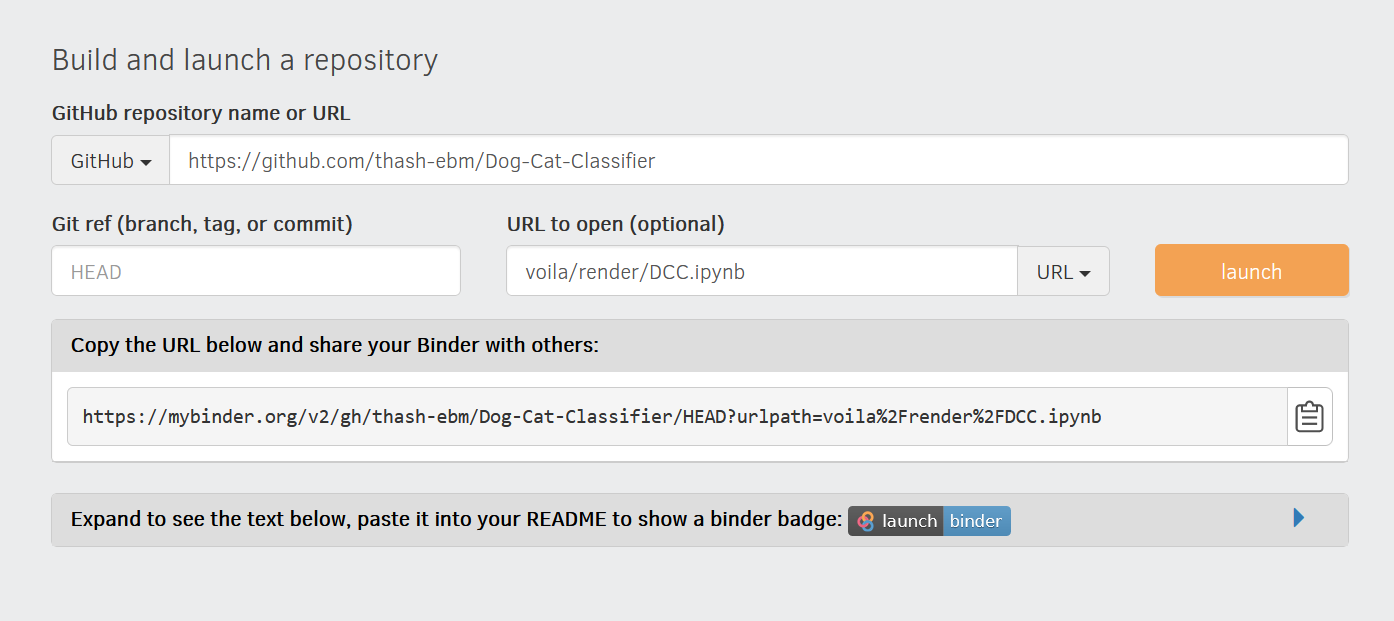 Build and launch a repository
GitHub repository name or URL
GitHub https://github.com/thash-ebm/Dog-Cat-Classifier
Git ref (branch, tag, or commit) URL to open (optional)
HEAD voila/render/DCC.ipynb URL launch
Copy the URL below and share your Binder with others:
https://mybinder.org/v2/gh/thash-ebm/Dog-Cat-Classifier/HEAD?urlpath=voila%2Frender%2FDCC.ipynb
Expand to see the text below, paste it into your README to show a binder badge: launch binder